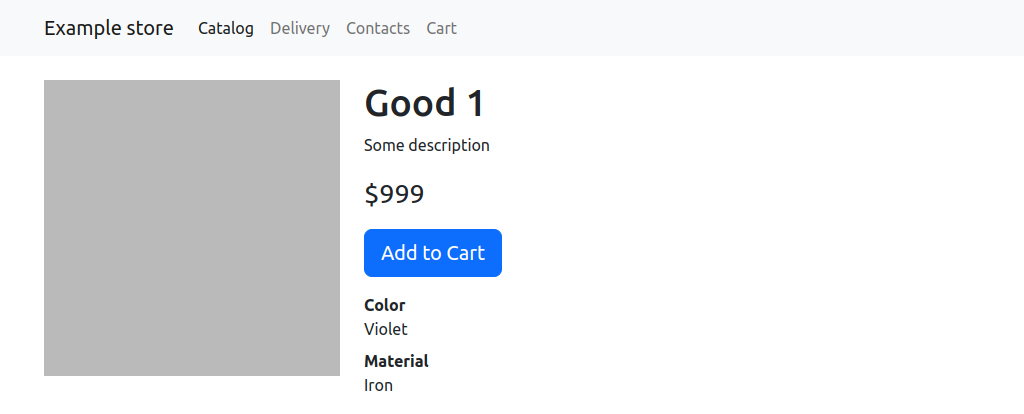 Example store Catalog Delivery Contacts Cart
Good 1
Some description
$999
Add to Cart
Color
Violet
Material
Iron